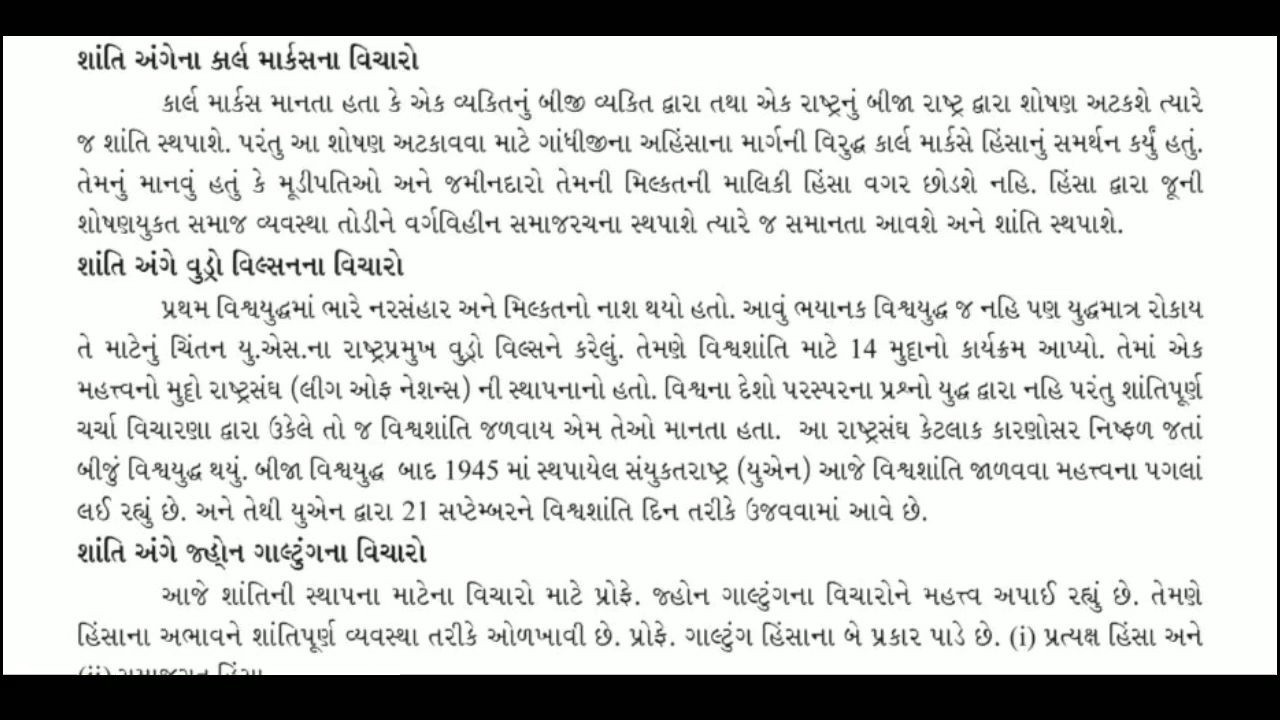 શાંતિ અંગેના કાર્લ માર્કસના વિચારો
કાર્લ માર્કસ માનતા હતા કે એક વ્યકિતનું બીજી વ્યકિત દ્વારા તથા એક રાષ્ટ્રનું બીજા રાષ્ટ્ર દ્વારા શોષણ અટકશે ત્યારે
જ શાંતિ સ્થપાશે. પરંતુ આ શોષણ અટકાવવા માટે ગાંધીજીના અહિંસાના માર્ગની વિરુદ્ધ કાર્લ માર્કસે હિંસાનું સમર્થન કર્યું હતું.
તેમનું માનવું હતું કે મૂડીપતિઓ અને જમીનદારો તેમની મિલ્કતની માલિકી હિંસા વગર છોડશે નહિ. હિંસા દ્વારા જૂની
શોષણયુકત સમાજ વ્યવસ્થા તોડીને વર્ગવિહીન સમાજરચના સ્થપાશે ત્યારે જ સમાનતા આવશે અને શાંતિ સ્થપાશે.
શાંતિ અંગે વુડ્રો વિલ્સનના વિચારો
પ્રથમ વિશ્વયુદ્ધમાં ભારે નરસંહાર અને મિલ્કતનો નાશ થયો હતો. આવું ભયાનક વિશ્વયુદ્ધ જ નહિ પણ યુદ્ધમાત્ર રોકાય
તે માટેનું ચિંતન યુ.એસ.ના રાષ્ટ્રપ્રમુખ વુડ્રો વિલ્સને કરેલું. તેમણે વિશ્વશાંતિ માટે 14 મુદ્દાનો કાર્યક્રમ આપ્યો. તેમાં એક
મહત્ત્વનો મુદ્દો રાષ્ટ્રસંઘ (લીગ ઓફ નેશન્સ) ની સ્થાપનાનો હતો. વિશ્વના દેશો પરસ્પરના પ્રશ્નો યુદ્ધ દ્વારા નહિ પરંતુ શાંતિપૂર્ણ
ચર્ચા વિચારણા દ્વારા ઉકેલે તો જ વિશ્વશાંતિ જળવાય એમ તેઓ માનતા હતા. આ રાષ્ટ્રસંઘ કેટલાક કારણોસર નિષ્ફળ જતાં
બીજું વિશ્વયુદ્ધ થયું. બીજા વિશ્વયુદ્ધ બાદ 1945 માં સ્થપાયેલ સંયુકતરાષ્ટ્ર (યુએન) આજે વિશ્વશાંતિ જાળવવા મહત્ત્વના પગલાં
લઈ રહ્યું છે. અને તેથી યુએન દ્વારા 21 સપ્ટેમ્બરને વિશ્વશાંતિ દિન તરીકે ઉજવવામાં આવે છે.
શાંતિ અંગે જ્હોન ગાલ્ટુંગના વિચારો
આજે શાંતિની સ્થાપના માટેના વિચારો માટે પ્રોફે. જ્હોન ગાલ્ટુંગના વિચારોને મહત્ત્વ અપાઈ રહ્યું છે. તેમણે
હિંસાના અભાવને શાંતિપૂર્ણ વ્યવસ્થા તરીકે ઓળખાવી છે. પ્રોફે. ગાલ્ટુંગ હિંસાના બે પ્રકાર પાડે છે. (i) પ્રત્યક્ષ હિંસા અને